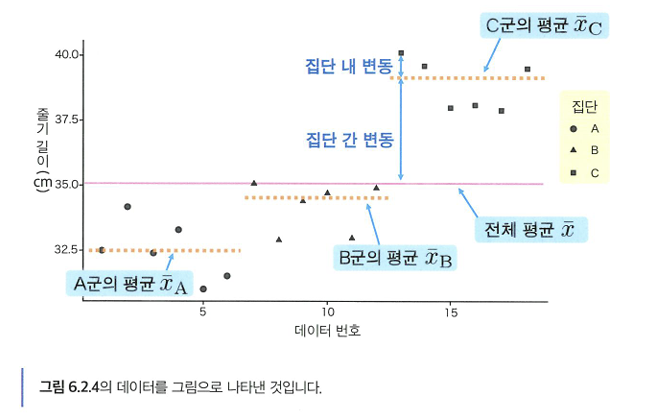 C군의 평균 x̄C
40.0
집단 내 변동
37.5
집단 간 변동
줄기 길이 (cm)
35.0
32.5
집단
A
B
C
전체 평균 x̄
B군의 평균 x̄B
A군의 평균 x̄A
5
10
15
데이터 번호
그림 6.2.4의 데이터를 그림으로 나타낸 것입니다.